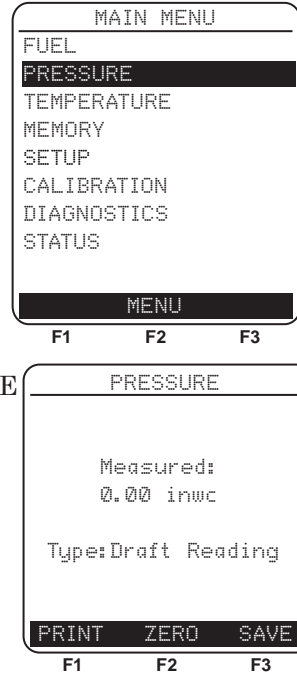 MAIN MENU
FUEL
PRESSURE
TEMPERATURE
MEMORY
SETUP
CALIBRATION
DIAGNOSTICS
STATUS
MENU
F1 F2 F3
E
PRESSURE
Measured:
0.00 inwc
Type:Draft Reading
PRINT ZERO SAVE
F1 F2 F3